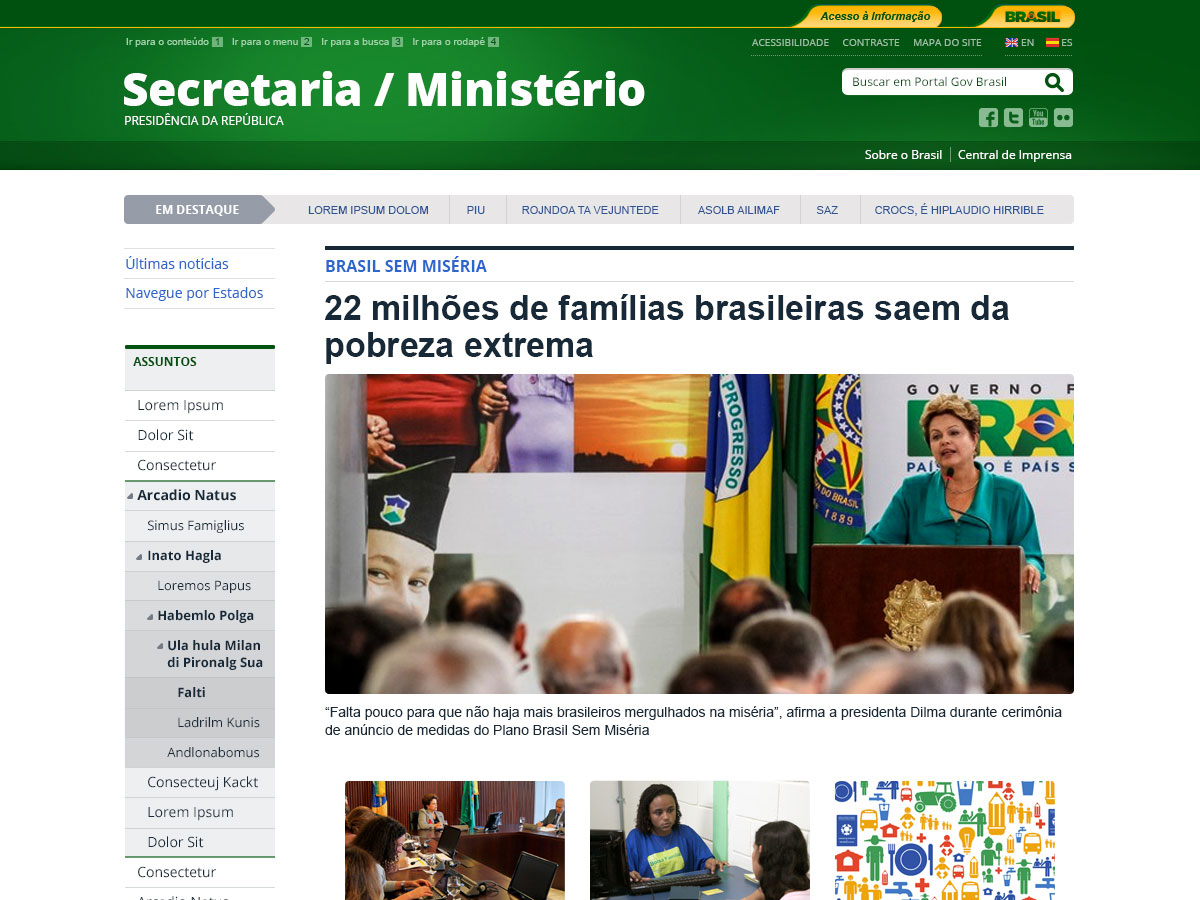 Acesso à Informação
BRASIL
Ir para o conteúdo 1 Ir para o menu 2 Ir para a busca 3 Ir para o rodapé 4
ACESSIBILIDADE CONTRASTE MAPA DO SITE EN ES
Secretaria / Ministério
PRESIDÊNCIA DA REPÚBLICA
Buscar em Portal Gov Brasil
You
Tube
Sobre o Brasil Central de Imprensa
EM DESTAQUE LOREM IPSUM DOLOM PIU ROJNDOA TA VEJUNTEDE ASOLB AILIMAF SAZ CROCS, É HIPLAUDIO HIRRIBLE
Últimas notícias
Navegue por Estados
ASSUNTOS
Lorem Ipsum
Dolor Sit
Consectetur
Arcadio Natus
Simus Famiglius
Inato Hagla
Loremos Papus
Habemlo Polga
Ula hula Milan
di Pironalg Sua
Falti
Ladrilm Kunis
Andlonabomus
Consecteuj Kackt
Lorem Ipsum
Dolor Sit
Consectetur
BRASIL SEM MISÉRIA
22 milhões de famílias brasileiras saem da
pobreza extrema
PROGRESSO
DO BRASIL
1889
GOVERNO F
BRA
PAÍS O É PAÍS S
“Falta pouco para que não haja mais brasileiros mergulhados na miséria”, afirma a presidenta Dilma durante cerimônia
de anúncio de medidas do Plano Brasil Sem Miséria